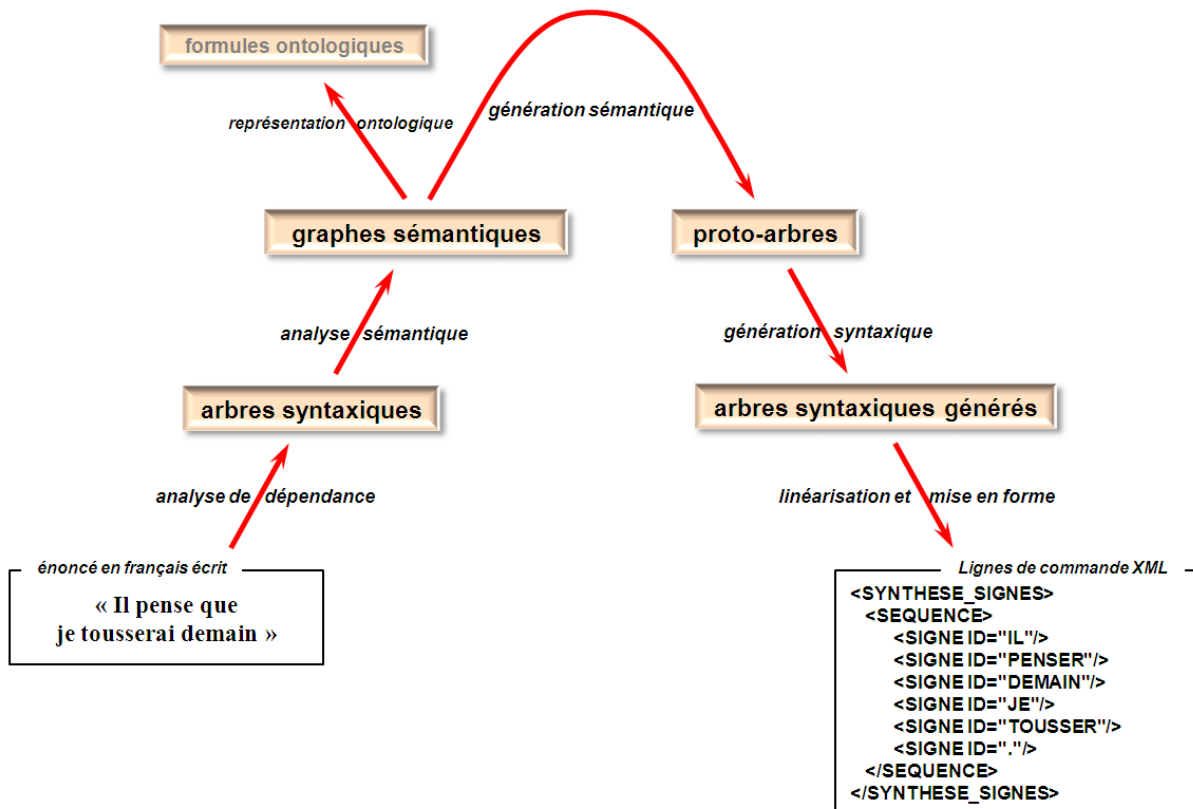 formules ontologiques
représentation ontologique
génération sémantique
graphes sémantiques
proto-arbres
analyse sémantique
génération syntaxique
arbres syntaxiques
arbres syntaxiques générés
analyse de dépendance
linéarisation et mise en forme
énoncé en français écrit
« Il pense que
je tousserai demain »
Lignes de commande XML
<SYNTHESE_SIGNES>
<SEQUENCE>
<SIGNE ID="IL"/>
<SIGNE ID="PENSER"/>
<SIGNE ID="DEMAIN"/>
<SIGNE ID="JE"/>
<SIGNE ID="TOUSSER"/>
<SIGNE ID="."/>
</SEQUENCE>
</SYNTHESE_SIGNES>